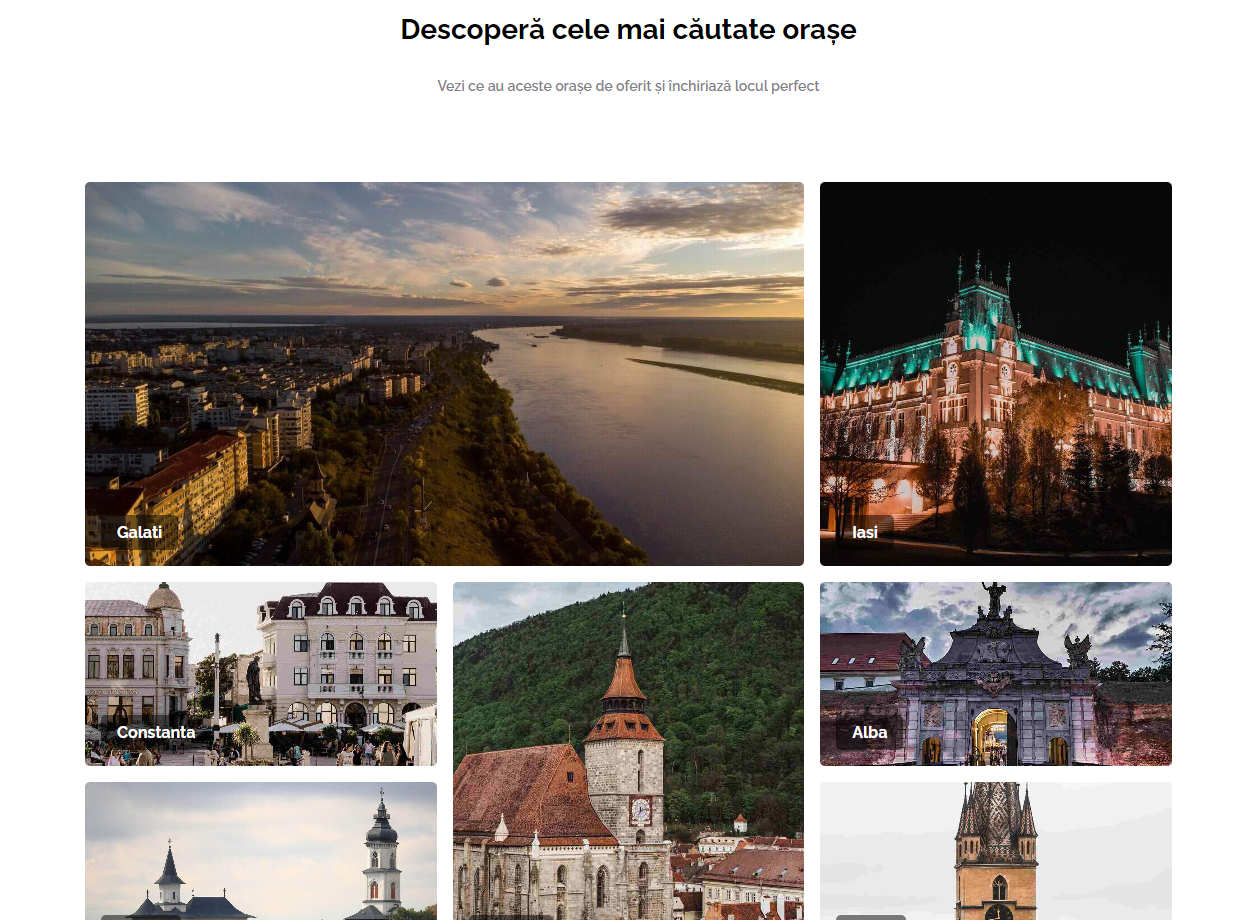 Descoperă cele mai căutate orașe
Vezi ce au aceste orașe de oferit și închiriază locul perfect
Galati
Iasi
Constanta
Alba